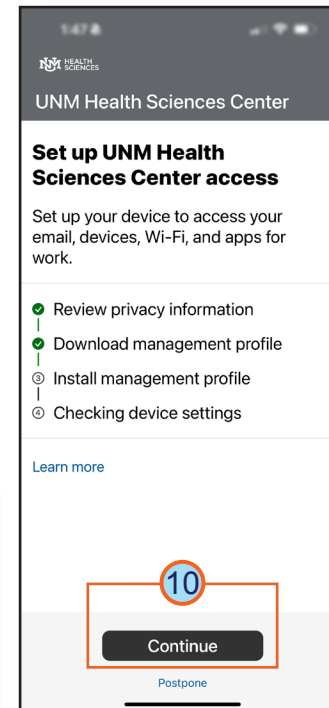 1:47
UNM HEALTH
SCIENCES
UNM Health Sciences Center
Set up UNM Health
Sciences Center access
Set up your device to access your
email, devices, Wi-Fi, and apps for
work.
Review privacy information
Download management profile
3 Install management profile
4 Checking device settings
Learn more
10
Continue
Postpone